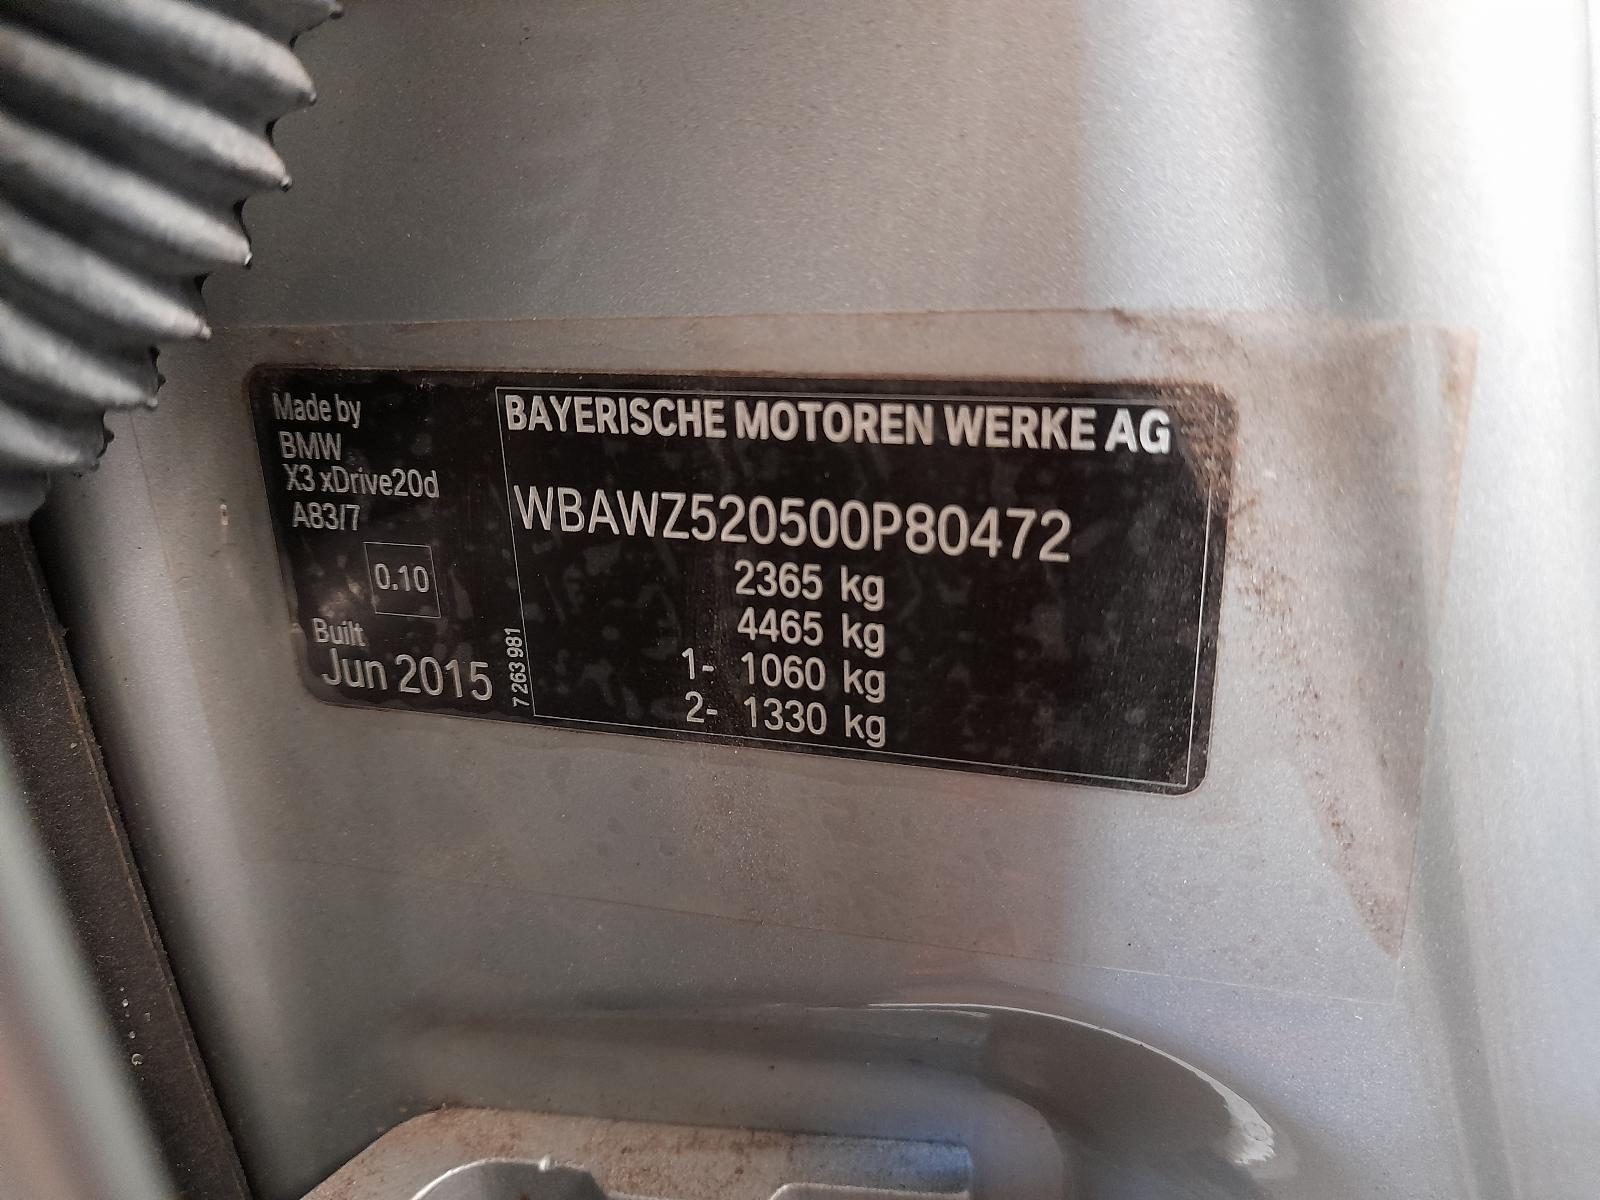 Made by
BMW
X3 xDrive20d
A83/7
0.10
Built
Jun 2015
7 263 981
BAYERISCHE MOTOREN WERKE AG
WBAWZ520500P80472
2365 kg
4465 kg
1- 1060 kg
2- 1330 kg